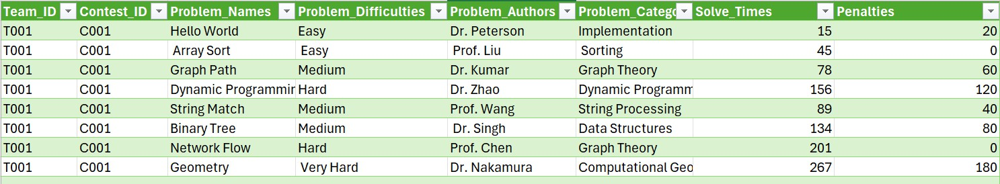 Team_ID Contest_ID Problem_Names Problem_Difficulties Problem_Authors Problem_Catego Solve_Times Penalties
T001 C001 Hello World Easy Dr. Peterson Implementation 15 20
T001 C001 Array Sort Easy Prof. Liu Sorting 45 0
T001 C001 Graph Path Medium Dr. Kumar Graph Theory 78 60
T001 C001 Dynamic Programmin Hard Dr. Zhao Dynamic Programm 156 120
T001 C001 String Match Medium Prof. Wang String Processing 89 40
T001 C001 Binary Tree Medium Dr. Singh Data Structures 134 80
T001 C001 Network Flow Hard Prof. Chen Graph Theory 201 0
T001 C001 Geometry Very Hard Dr. Nakamura Computational Geo 267 180